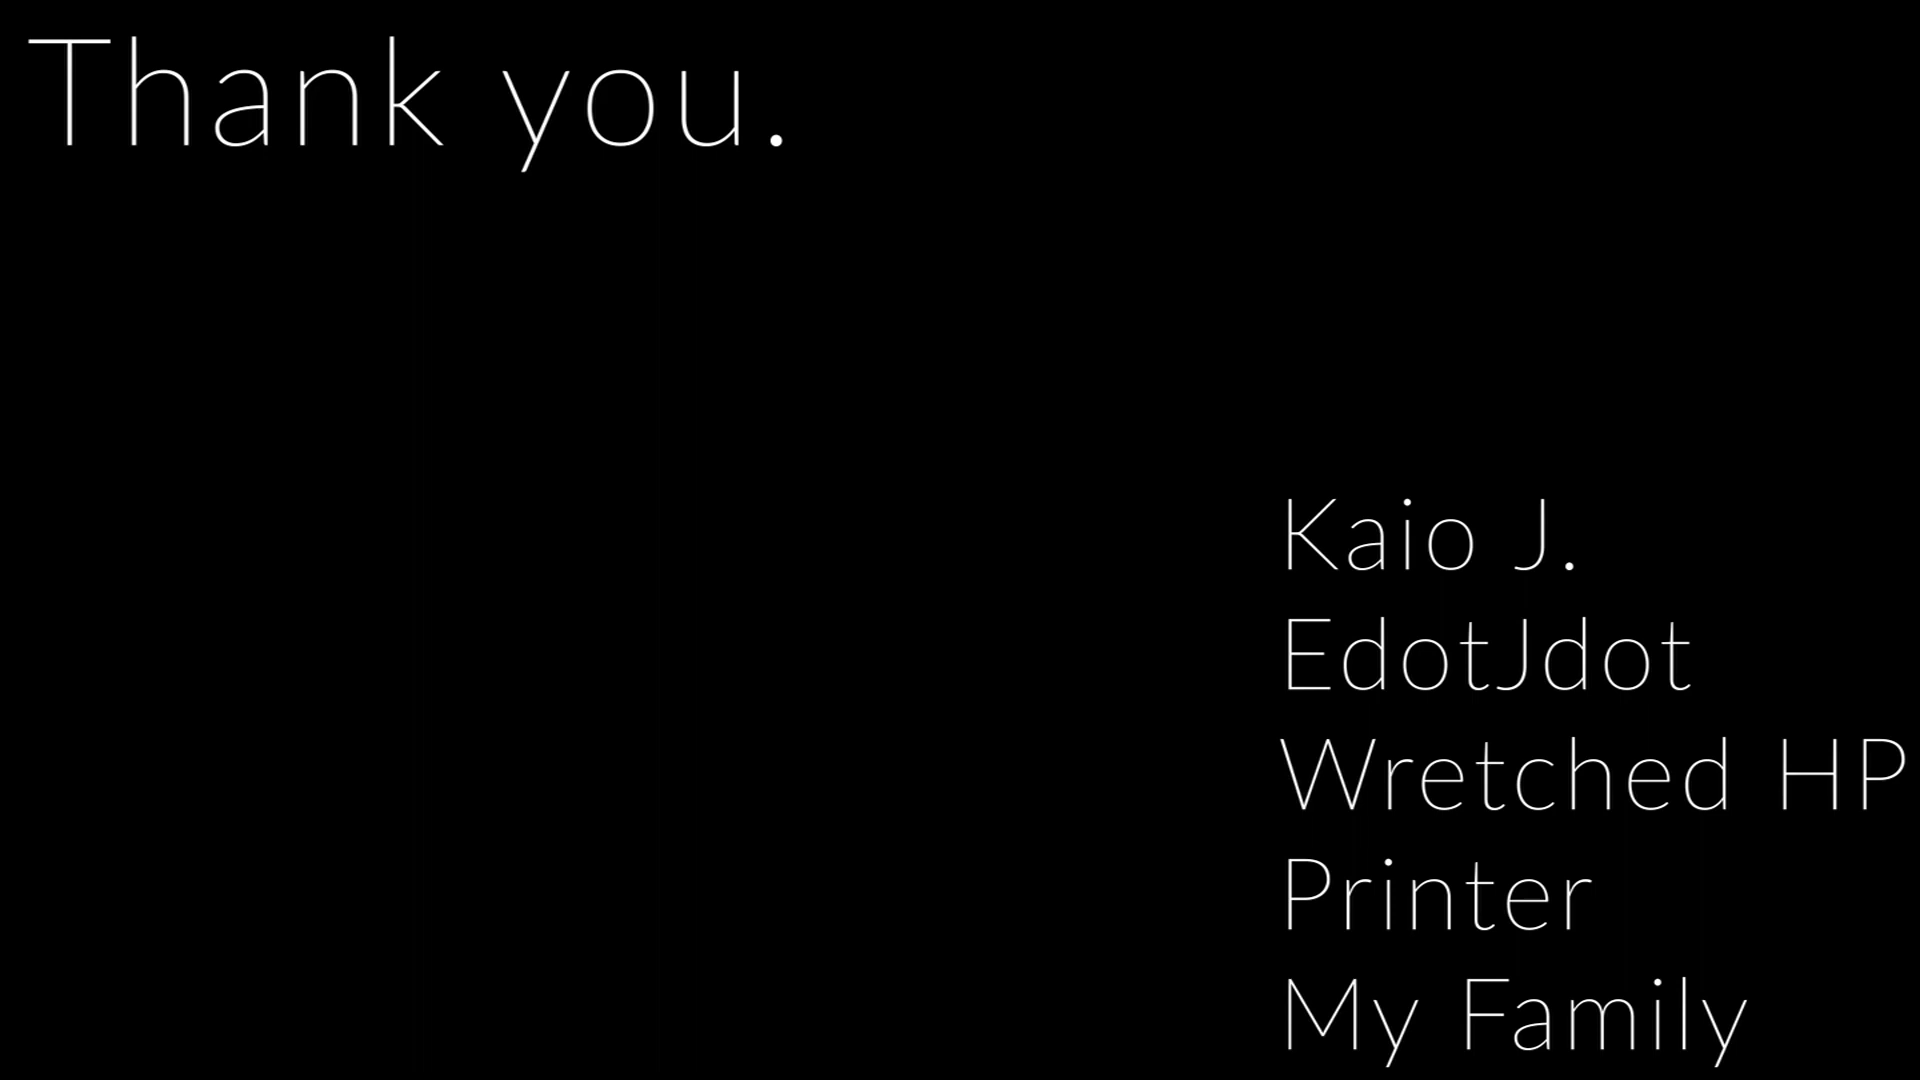 Thank you.
Kaio J.
EdotJdot
Wretched HP
Printer
My Family